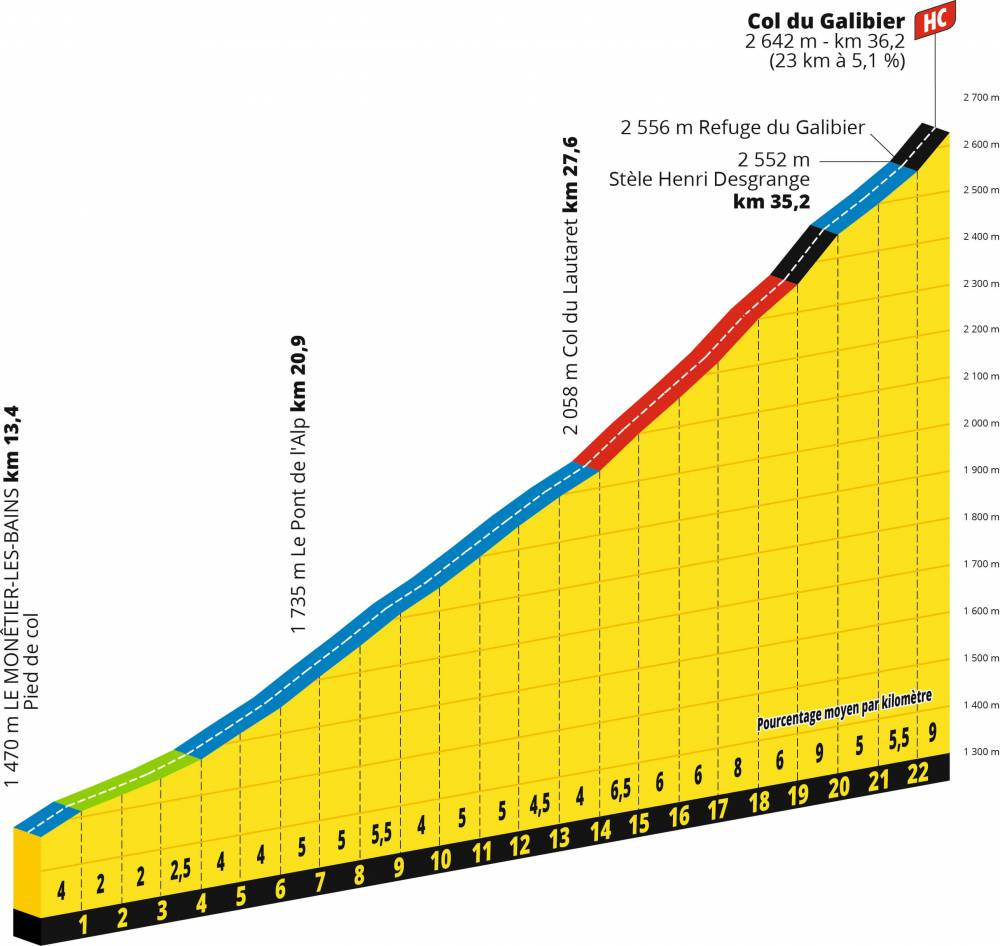 Col du Galibier
HC
2 642 m - km 36,2
(23 km à 5,1 %)
2 556 m Refuge du Galibier
2 552 m
Stèle Henri Desgrange
km 35,2
2 058 m Col du Lautaret km 27,6
1 735 m Le Pont de l'Alp km 20,9
1 470 m LE MONÊTIER-LES-BAINS km 13,4
Pied de col
2 700 m
2 600 m
2 500 m
2 400 m
2 300 m
2 200 m
2 100 m
2 000 m
1 900 m
1 800 m
1 700 m
1 600 m
1 500 m
1 400 m
1 300 m
Pourcentage moyen par kilomètre
4 2 2 2,5 4 4 5 5 5,5 4 5 5 4,5 4 6,5 6 6 8 6 9 5 5,5 9
1 2 3 4 5 6 7 8 9 10 11 12 13 14 15 16 17 18 19 20 21 22